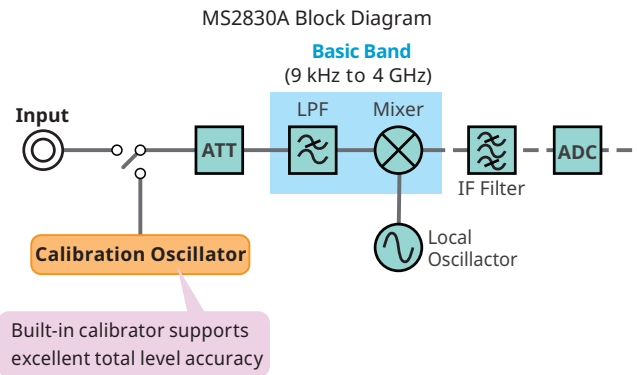 MS2830A Block Diagram
Basic Band
(9 kHz to 4 GHz)
Input
LPF
Mixer
ATT
ADC
IF Filter
Calibration Oscillator
Local
Oscillactor
Built-in calibrator supports
excellent total level accuracy